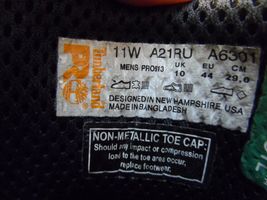 Timberland
PRO
11W A21RU A6301
MENS PRO513 UK EU CM
10 44 29.0
DESIGNED IN NEW HAMPSHIRE USA
MADE IN BANGLADESH
NON-METALLIC TOE CAP:
Should any impact or compression
load to the toe area occur,
replace footwear.